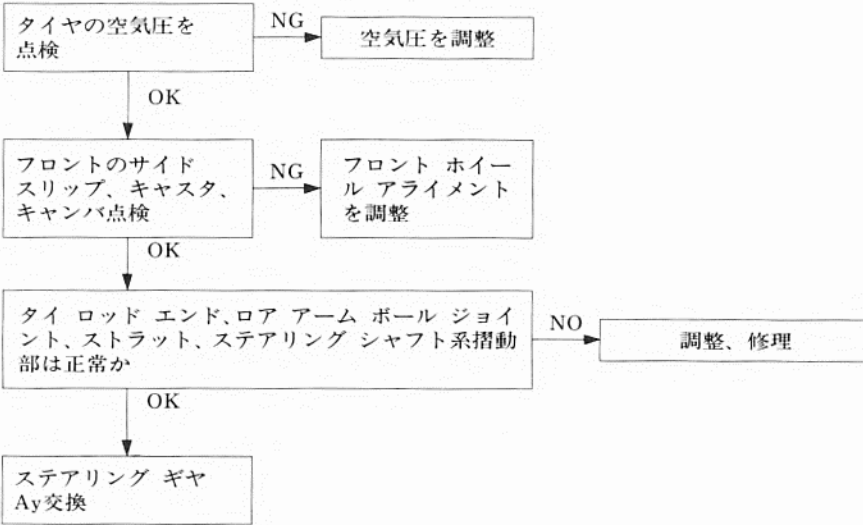 タイヤの空気圧を
点検
NG
空気圧を調整
OK
フロントのサイド
スリップ、キャスタ、
キャンバ点検
NG
フロント ホイー
ル アライメント
を調整
OK
タイ ロッド エンド、ロア アーム ボール ジョイ
ント、ストラット、ステアリング シャフト系摺動
部は正常か
NO
調整、修理
OK
ステアリング ギヤ
Ay交換